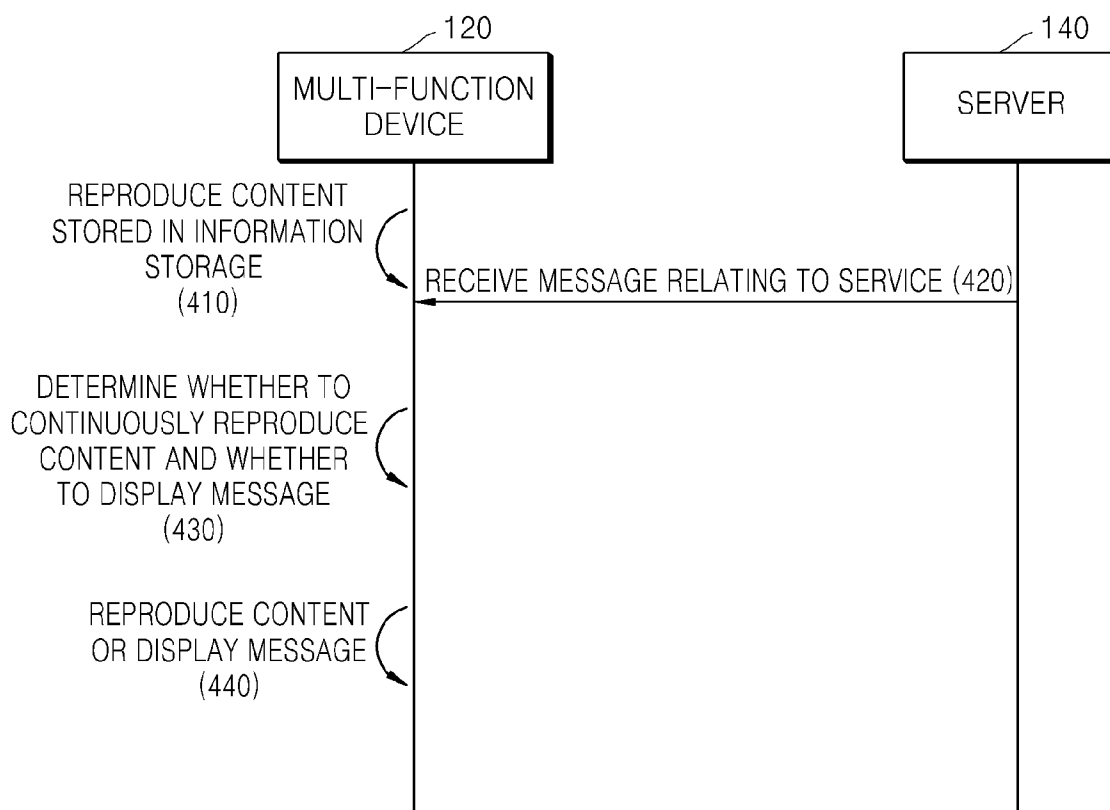 120
140
MULTI-FUNCTION
DEVICE
SERVER
REPRODUCE CONTENT
STORED IN INFORMATION
STORAGE
(410)
RECEIVE MESSAGE RELATING TO SERVICE (420)
DETERMINE WHETHER TO
CONTINUOUSLY REPRODUCE
CONTENT AND WHETHER
TO DISPLAY MESSAGE
(430)
REPRODUCE CONTENT
OR DISPLAY MESSAGE
(440)